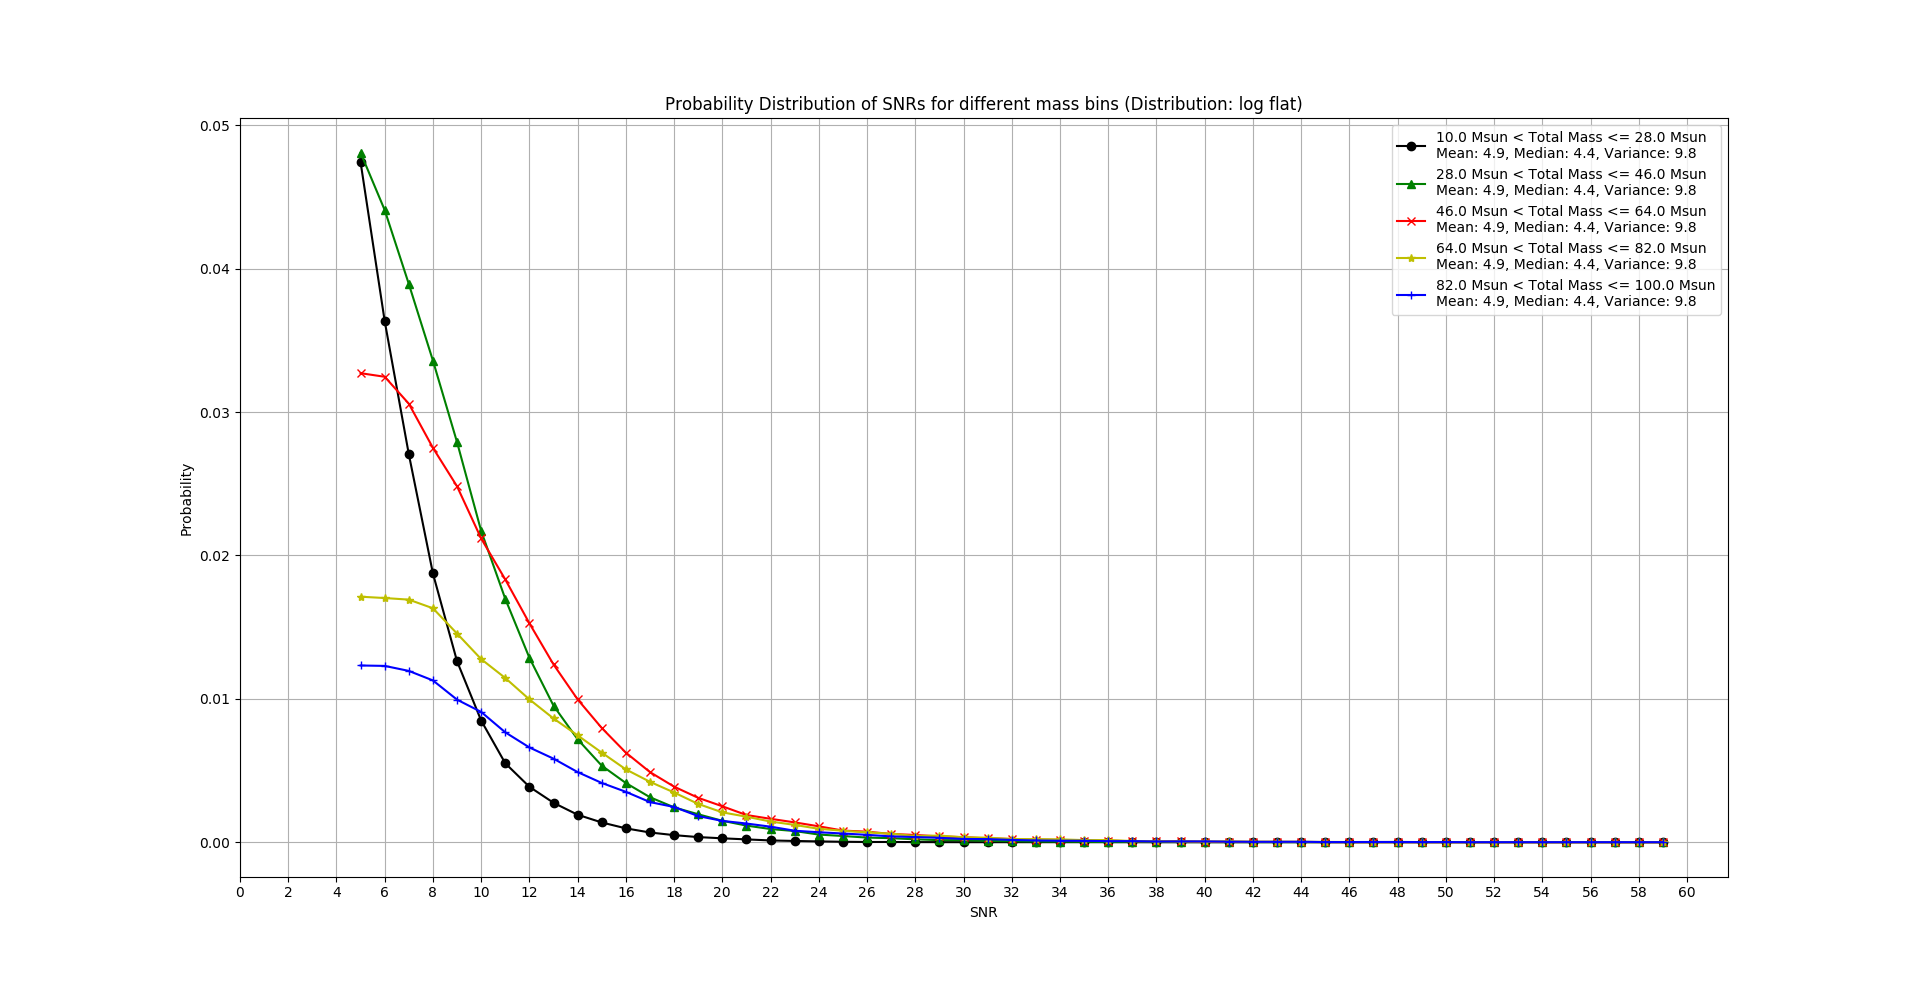 Probability Distribution of SNRs for different mass bins (Distribution: log flat)
0.05
0.04
0.03
0.02
0.01
0.00
Probability
10.0 Msun < Total Mass <= 28.0 Msun
Mean: 4.9, Median: 4.4, Variance: 9.8
28.0 Msun < Total Mass <= 46.0 Msun
Mean: 4.9, Median: 4.4, Variance: 9.8
46.0 Msun < Total Mass <= 64.0 Msun
Mean: 4.9, Median: 4.4, Variance: 9.8
64.0 Msun < Total Mass <= 82.0 Msun
Mean: 4.9, Median: 4.4, Variance: 9.8
82.0 Msun < Total Mass <= 100.0 Msun
Mean: 4.9, Median: 4.4, Variance: 9.8
0 2 4 6 8 10 12 14 16 18 20 22 24 26 28 30 32 34 36 38 40 42 44 46 48 50 52 54 56 58 60
SNR